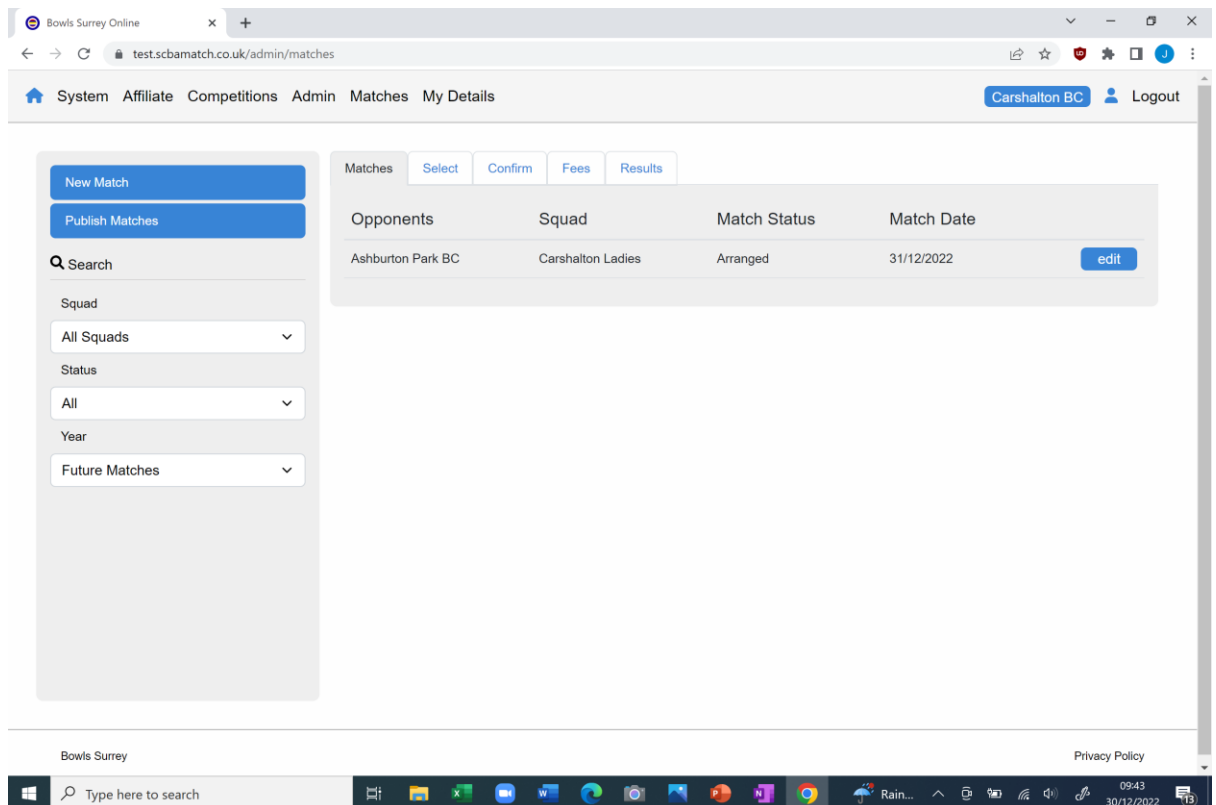 Bowls Surrey Online
test.scbamatch.co.uk/admin/matches
J
System Affiliate Competitions Admin Matches My Details
Carshalton BC
Logout
New Match
Publish Matches
Search
Squad
All Squads
Status
All
Year
Future Matches
Matches Select Confirm Fees Results
Opponents Squad Match Status Match Date
Ashburton Park BC Carshalton Ladies Arranged 31/12/2022 edit
Bowls Surrey
Privacy Policy
Type here to search
Rain...
09:43
30/12/2022
13